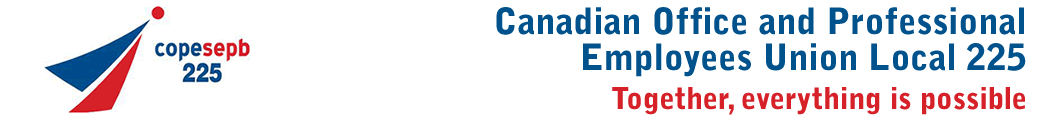 copesepb
225
Canadian Office and Professional
Employees Union Local 225
Together, everything is possible